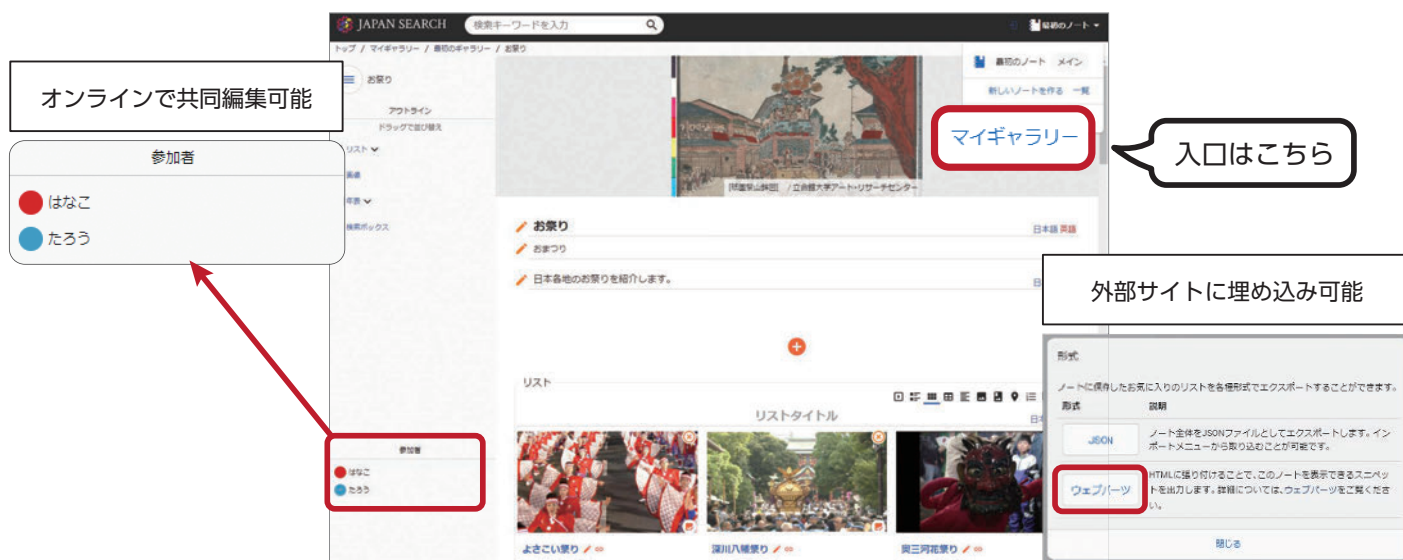 JAPAN SEARCH
検索キーワードを入力
最初のノート
トップ / マイギャラリー / 最初のギャラリー / お祭り
オンラインで共同編集可能
参加者
はなこ
たろう
お祭り
アウトライン
ドラッグで並び替え
リスト
画像
年表
検索ボックス
最初のノート メイン
新しいノートを作る 一覧
マイギャラリー
入口はこちら
/ 立命館大学アート・リサーチセンター
お祭り
日本語 英語
おまつり
日本各地のお祭りを紹介します。
外部サイトに埋め込み可能
リスト
リストタイトル
参加者
はなこ
たろう
よさこい祭り
深川八幡祭り
奥三河花祭り
形式
ノートに保存したお気に入りのリストを各種形式でエクスポートすることができます。
形式 説明
JSON
ノート全体をJSONファイルとしてエクスポートします。イン
ポートメニューから取り込むことが可能です。
ウェブパーツ
HTMLに張り付けることで、このノートを表示できるスニペッ
トを出力します。詳細については、ウェブパーツをご覧くださ
い。
閉じる